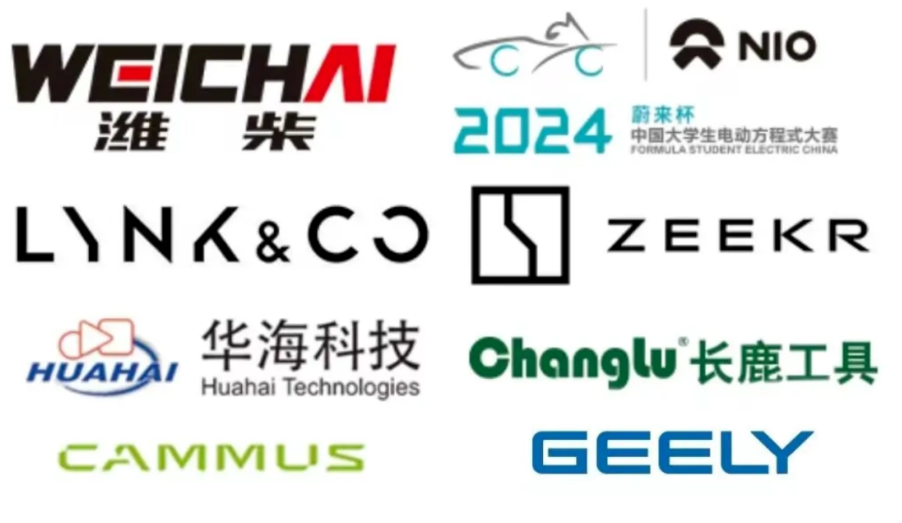 WEICHAI
潍柴
NIO
2024
蔚来杯
中国大学生电动方程式大赛
FORMULA STUDENT ELECTRIC CHINA
LYNK & CO
ZEEKR
HUAHAI
华海科技
Huahai Technologies
ChangLu® 长鹿工具
CAMMUS
GEELY